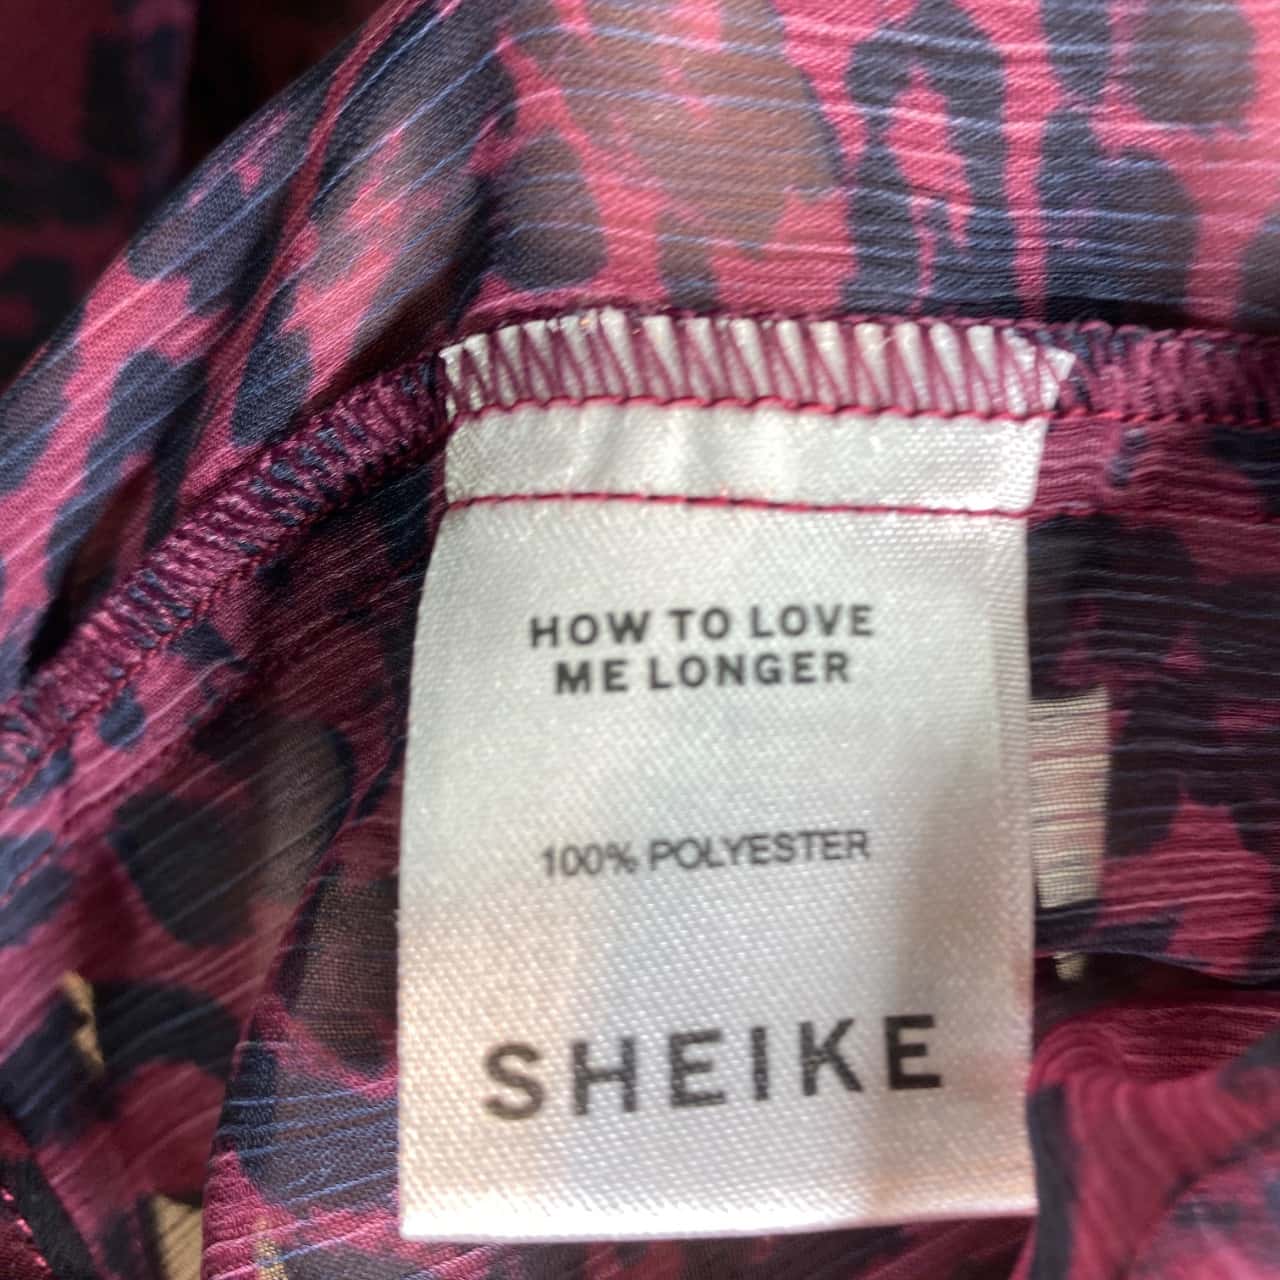 HOW TO LOVE
ME LONGER
100% POLYESTER
SHEIKE